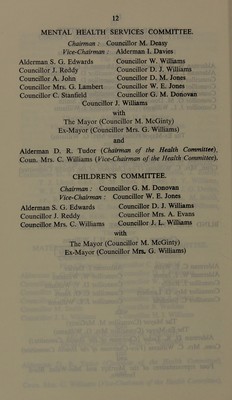 12
MENTAL HEALTH SERVICES COMMITTEE.
Chairman : Councillor M. Deasy
Vice-Chairman : Alderman I. Davies
Alderman S. G. Edwards Councillor W. Williams
Councillor J. Reddy Councillor D. J. Williams
Councillor A. John Councillor D. M. Jones
Councillor Mrs. G. Lambert Councillor W. E. Jones
Councillor C. Stanfield Councillor G. M. Donovan
Councillor J. Williams
with
The Mayor (Councillor M. McGinty)
Ex-Mayor (Councillor Mrs. G. Williams)
and
Alderman D. R. Tudor (Chairman of the Health Committee).
Coun. Mrs. C. Williams (Vice-Chairman of the Health Committee).
CHILDREN'S COMMITTEE.
Chairman : Councillor G. M. Donovan
Vice-Chairman : Councillor W. E. Jones
Alderman S. G. Edwards Councillor D. J. Williams
Councillor J. Reddy Councillor Mrs. A. Evans
Councillor Mrs. C. Williams Councillor J. L. Williams
with
The Mayor (Councillor M. McGinty)
Ex-Mayor (Councillor Mrs. G. Williams)